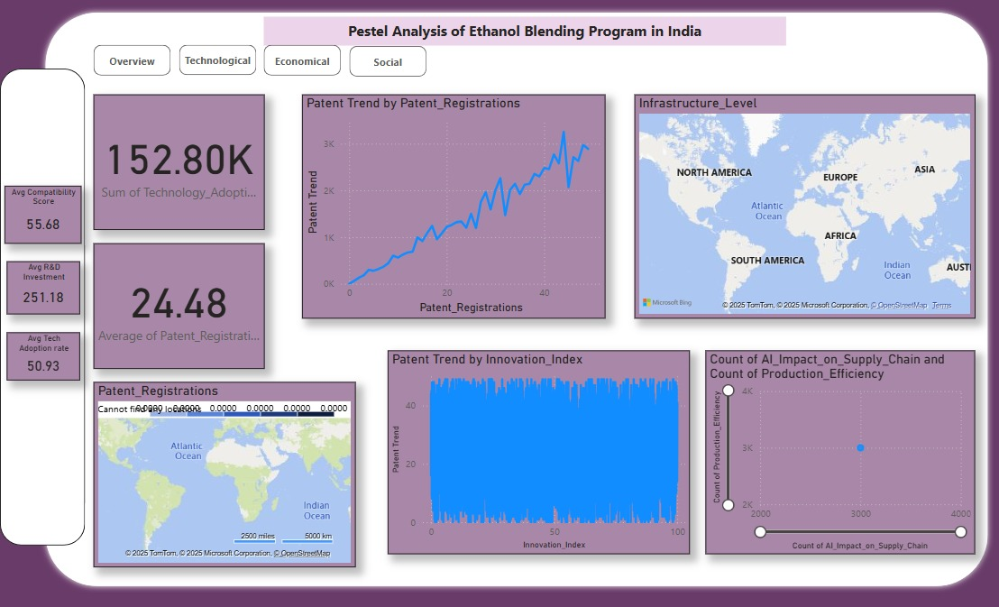 Pestel Analysis of Ethanol Blending Program in India
Overview
Technological
Economical
Social
Avg Compatibility
Score
55.68
Avg R&D
Investment
251.18
Avg Tech
Adoption rate
50.93
152.80K
Sum of Technology_Adopti...
24.48
Average of Patent_Registrati...
Patent Trend by Patent_Registrations
Patent Trend
3K
2K
1K
0K
0
20
40
Patent_Registrations
Infrastructure_Level
NORTH AMERICA
EUROPE
ASIA
Atlantic
Ocean
AFRICA
SOUTH AMERICA
Indian
Ocean
AUST
Microsoft Bing
© 2025 TomTom, © 2025 Microsoft Corporation, © OpenStreetMap Terms
Patent_Registrations
Cannot find any locations
0.0000 0.0000 0.0000 0.0000 0.0000 0.0000
Atlantic
Ocean
Indian
Ocean
2500 miles
5000 km
© 2025 TomTom, © 2025 Microsoft Corporation, © OpenStreetMap
Patent Trend by Innovation_Index
Patent Trend
40
20
0
0
50
100
Innovation_Index
Count of AI_Impact_on_Supply_Chain and
Count of Production_Efficiency
Count of Production_Efficiency
4K
3K
2K
2000
3000
4000
Count of AI_Impact_on_Supply_Chain